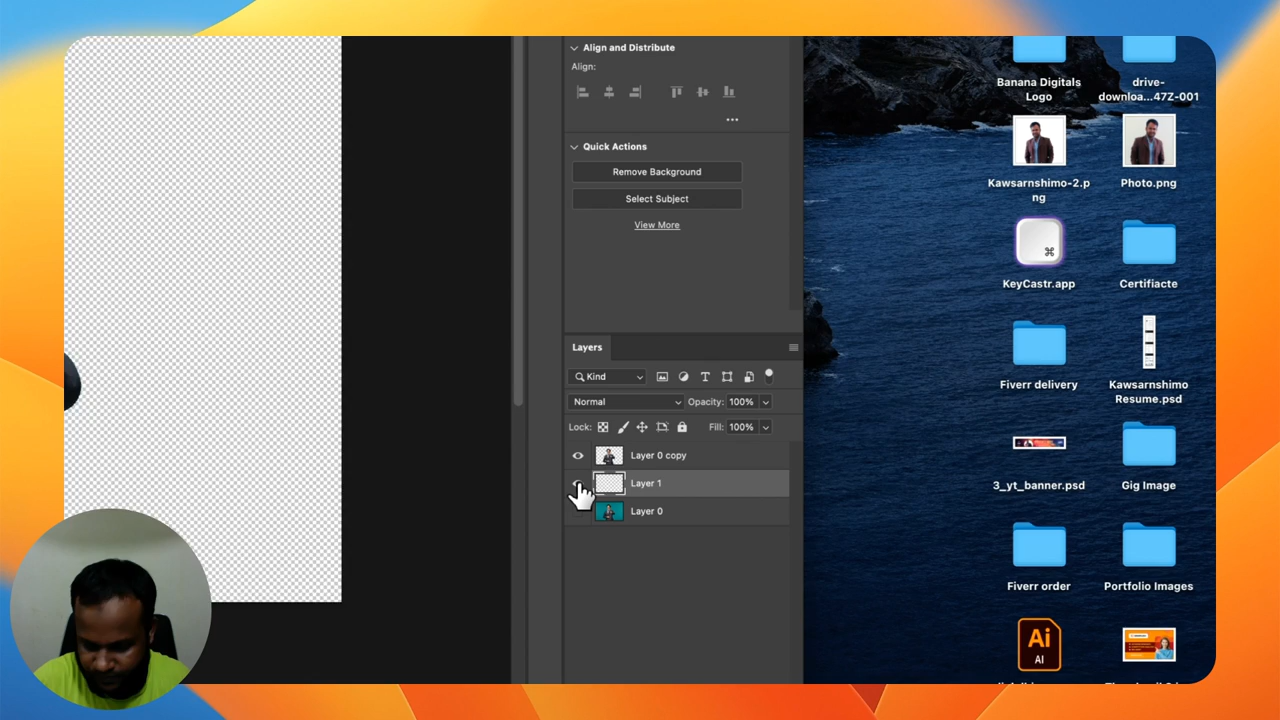 Align and Distribute
Align:
Quick Actions
Remove Background
Select Subject
View More
Layers
Kind
Normal
Opacity: 100%
Lock:
Fill: 100%
Layer 0 copy
Layer 1
Layer 0
Banana Digitals
Logo
drive-
downloa...47Z-001
Kawsarnshimo-2.p
ng
Photo.png
KeyCastr.app
Certifiacte
Fiverr delivery
Kawsarnshimo
Resume.psd
3_yt_banner.psd
Gig Image
Fiverr order
Portfolio Images
Ai
AI